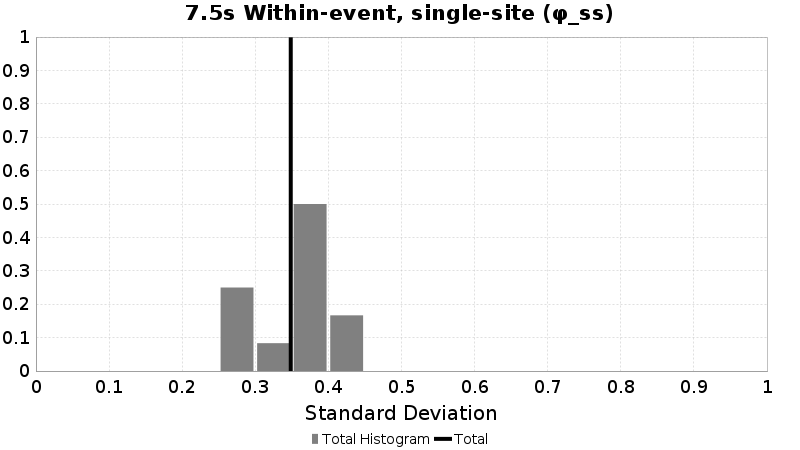 7.5s Within-event, single-site (φ_ss)
1
0.9
0.8
0.7
0.6
0.5
0.4
0.3
0.2
0.1
0
0 0.1 0.2 0.3 0.4 0.5 0.6 0.7 0.8 0.9 1
Standard Deviation
Total Histogram Total